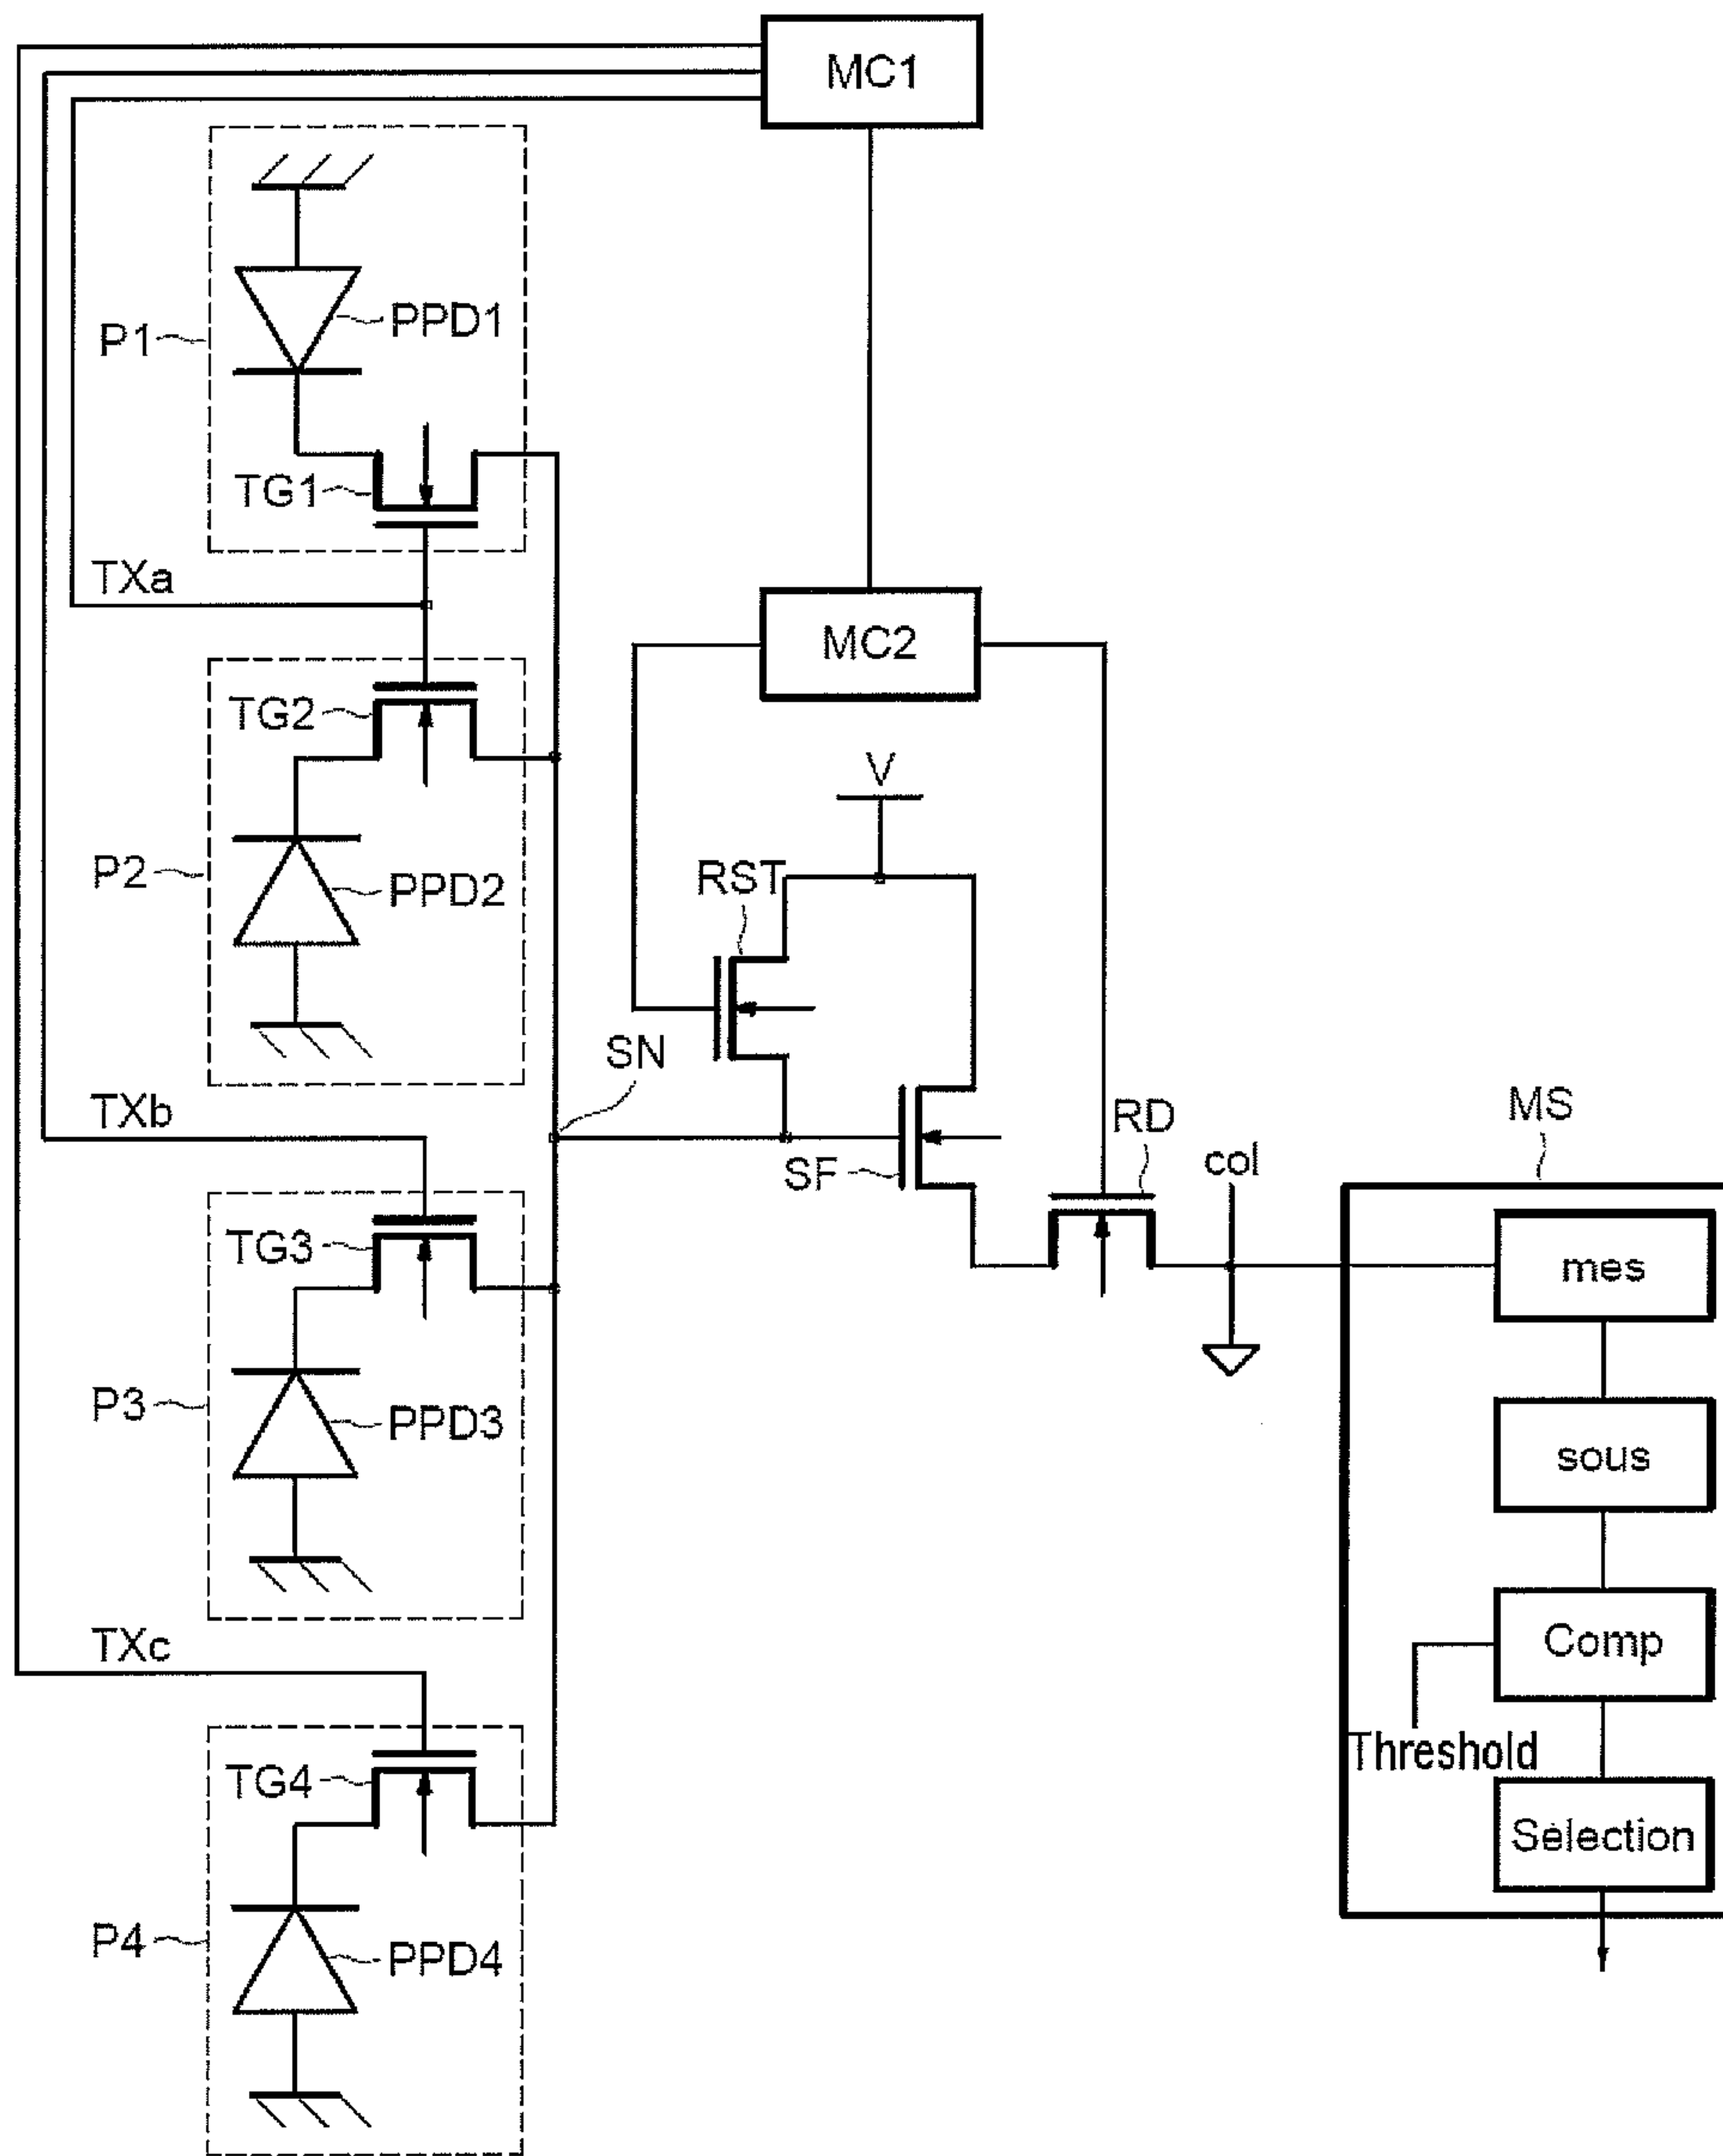 MC1
P1
PPD1
TG1
TXa
MC2
TG2
V
P2
PPD2
RST
SN
TXb
SF
RD
col
MS
TG3
mes
P3
PPD3
sous
TXc
Comp
Threshold
TG4
Selection
P4
PPD4